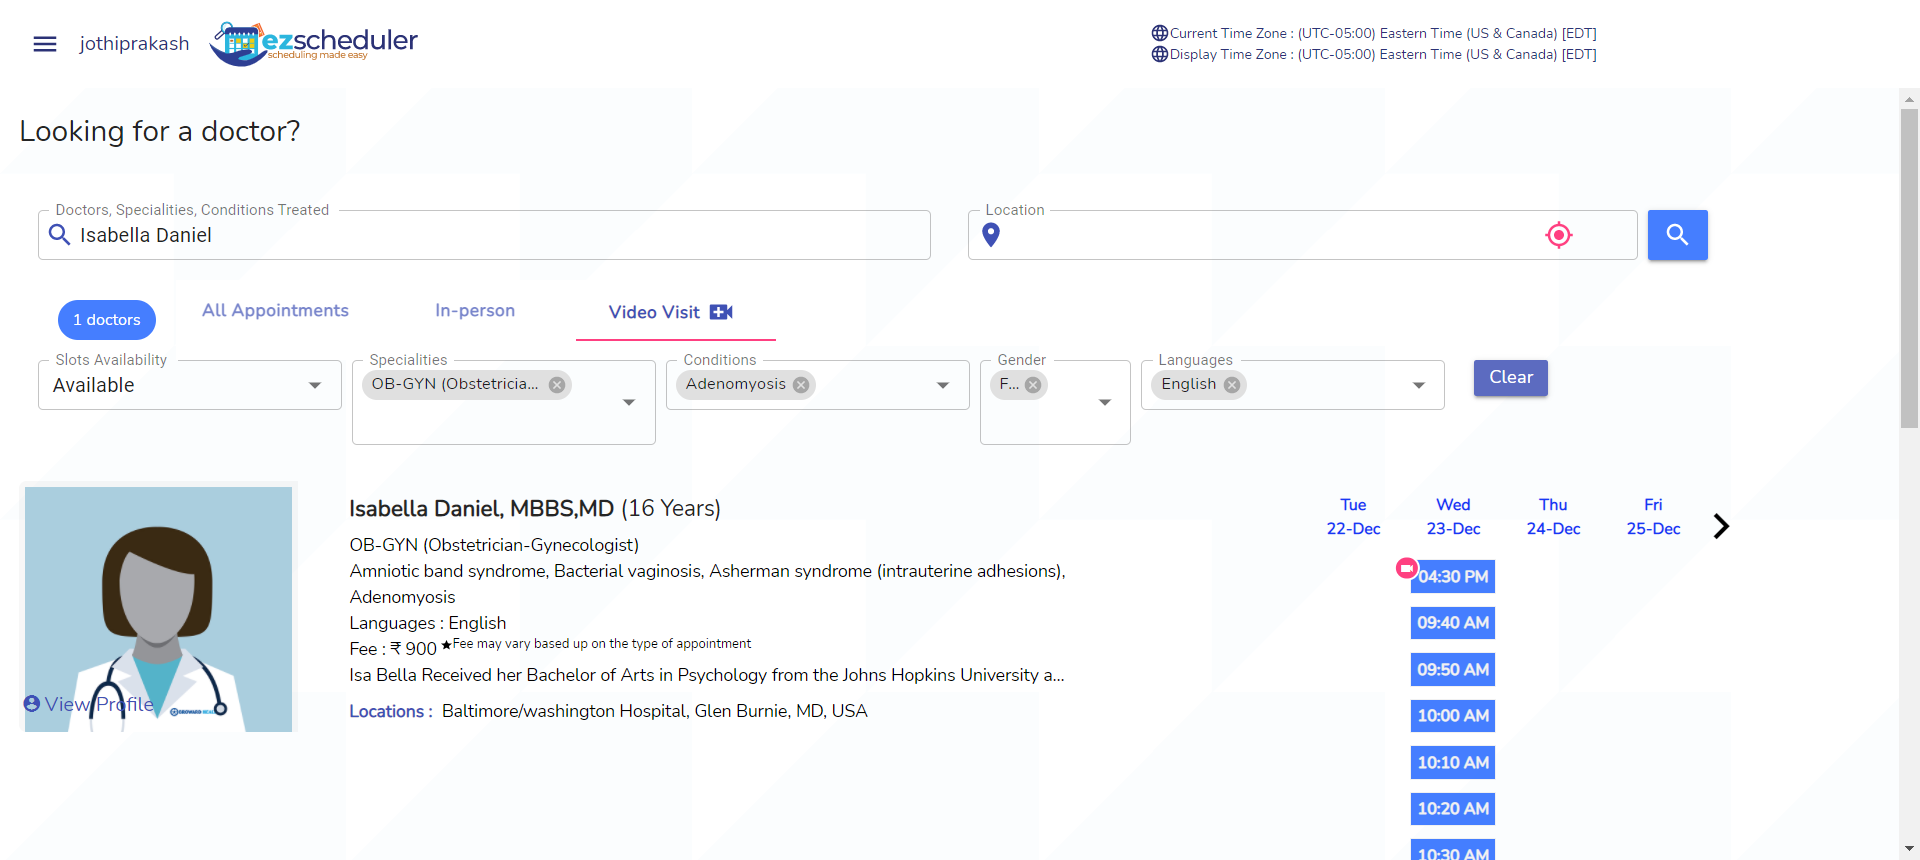 jothiprakash
ezscheduler
scheduling made easy
Current Time Zone : (UTC-05:00) Eastern Time (US & Canada) [EDT]
Display Time Zone : (UTC-05:00) Eastern Time (US & Canada) [EDT]
Looking for a doctor?
Doctors, Specialities, Conditions Treated
Isabella Daniel
Location
1 doctors
All Appointments
In-person
Video Visit
Slots Availability
Available
Specialities
OB-GYN (Obstetricia...
Conditions
Adenomyosis
Gender
F...
Languages
English
Clear
Isabella Daniel, MBBS,MD (16 Years)
OB-GYN (Obstetrician-Gynecologist)
Amniotic band syndrome, Bacterial vaginosis, Asherman syndrome (intrauterine adhesions),
Adenomyosis
Languages : English
Fee : ₹ 900 ★Fee may vary based up on the type of appointment
Isa Bella Received her Bachelor of Arts in Psychology from the Johns Hopkins University a...
Locations : Baltimore/washington Hospital, Glen Burnie, MD, USA
View Profile
Tue
22-Dec
Wed
23-Dec
Thu
24-Dec
Fri
25-Dec
04:30 PM
09:40 AM
09:50 AM
10:00 AM
10:10 AM
10:20 AM
10:30 AM